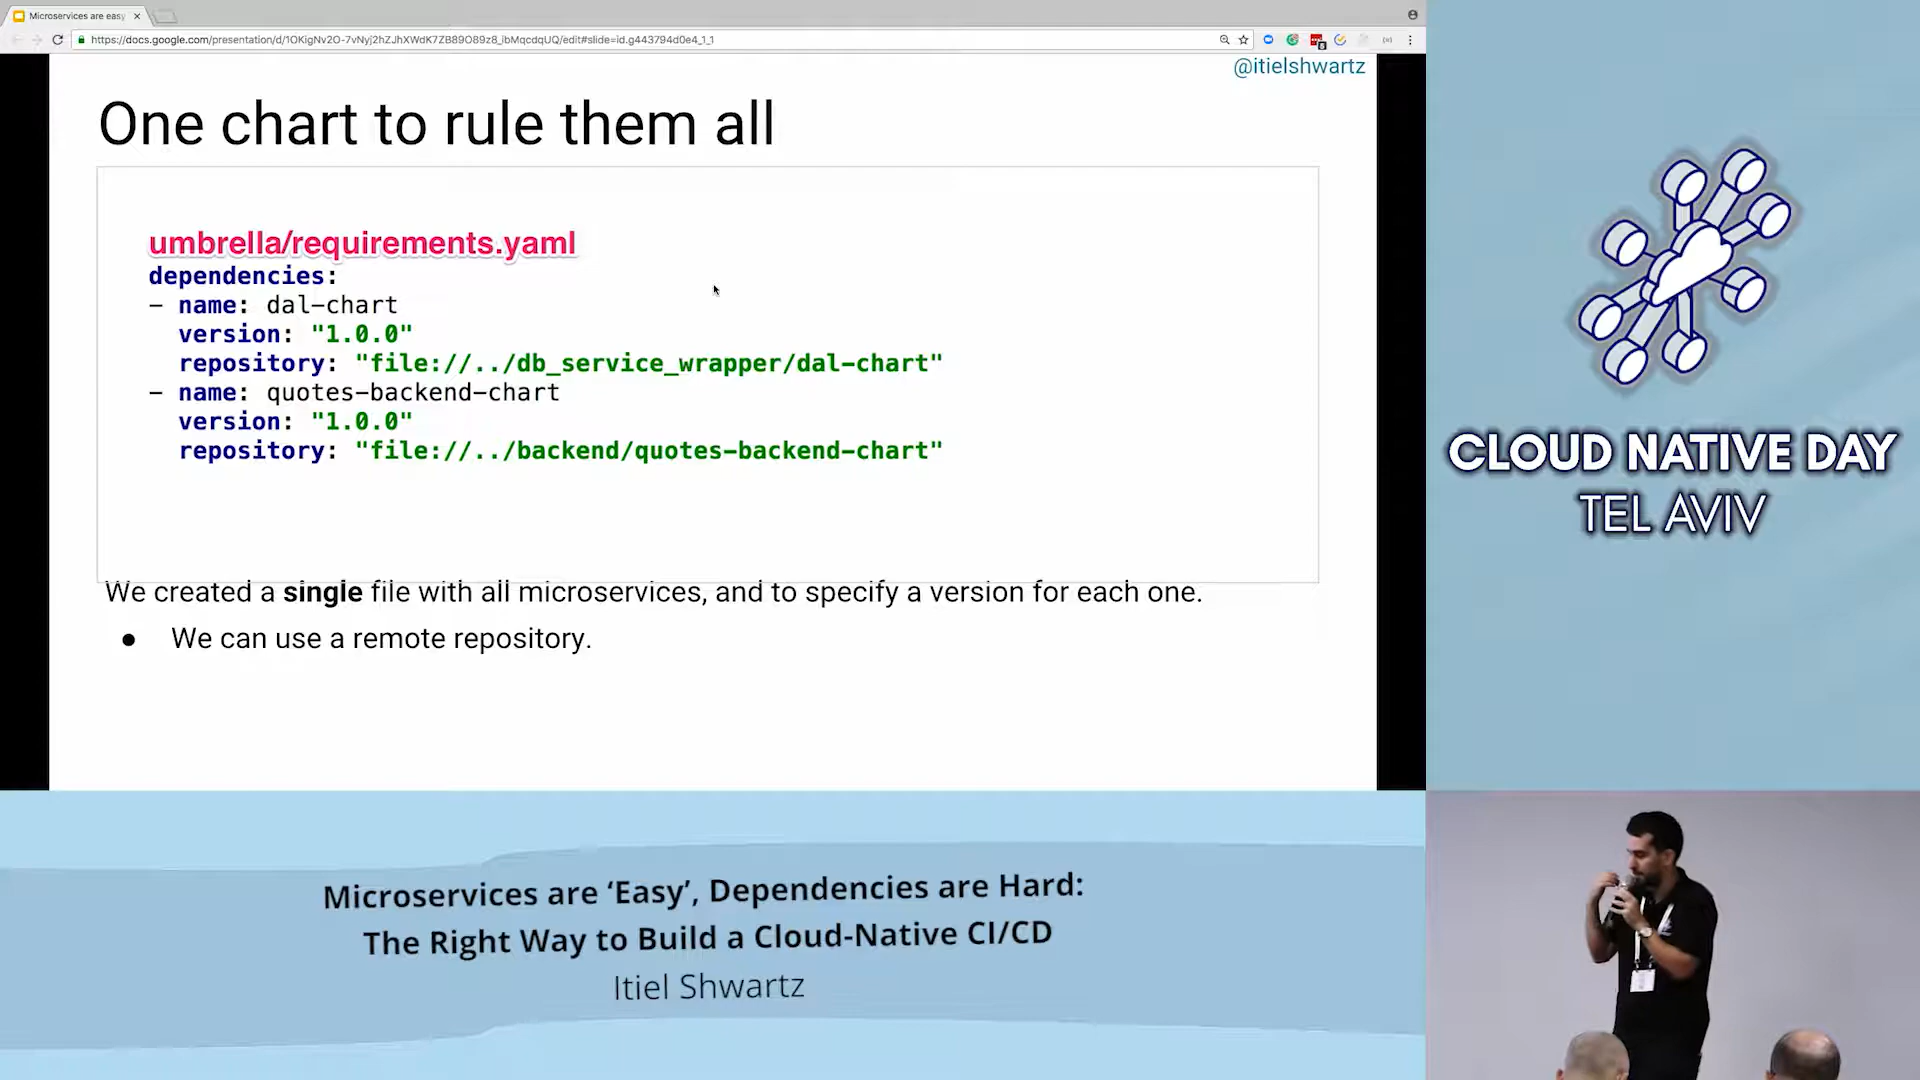 Microservices are easy
https://docs.google.com/presentation/d/1OKigNv2O-7vNyj2hZJhXWdK7ZB89O89z8_ibMqcdqUQ/edit#slide=id.g443794d0e4_1_1
@itielshwartz
One chart to rule them all
umbrella/requirements.yaml
dependencies:
- name: dal-chart
version: "1.0.0"
repository: "file://../db_service_wrapper/dal-chart"
- name: quotes-backend-chart
version: "1.0.0"
repository: "file://../backend/quotes-backend-chart"
We created a single file with all microservices, and to specify a version for each one.
● We can use a remote repository.
CLOUD NATIVE DAY
TEL AVIV
Microservices are ‘Easy’, Dependencies are Hard:
The Right Way to Build a Cloud-Native CI/CD
Itiel Shwartz